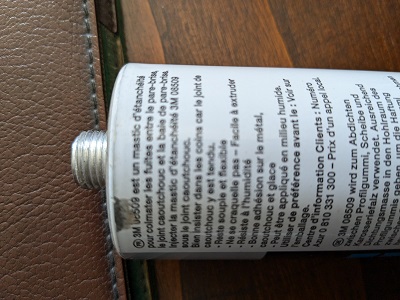 ® 3M 08509 est un mastic d'étanchéité
pour colmater les fuites entre le pare-brise,
le joint caoutchouc et la baie de pare-brise,
Injecter le mastic d'étanchéité 3M 08509
sous le joint caoutchouc.
Bien insérer dans les coins car le joint de
caoutchouc y est tendu.
- Reste souple et flexible
- Ne se craquelle pas - Facile à extruder
- Résiste à l'humidité
- Bonne adhésion sur le métal,
caoutchouc et glace
- Peut être appliqué en milieu humide.
Utiliser de préférence avant le : Voir sur
l'emballage.
Centre d'information Clients : Numéro
Azur 0 810 331 300 - Prix d'un appel local
® 3M 08509 wird zum Abdichten
zwischen Profilgummi, Scheibe und
Karosseriefalz verwendet. Ausreichend
Dichtungsmasse in den Hohlraum